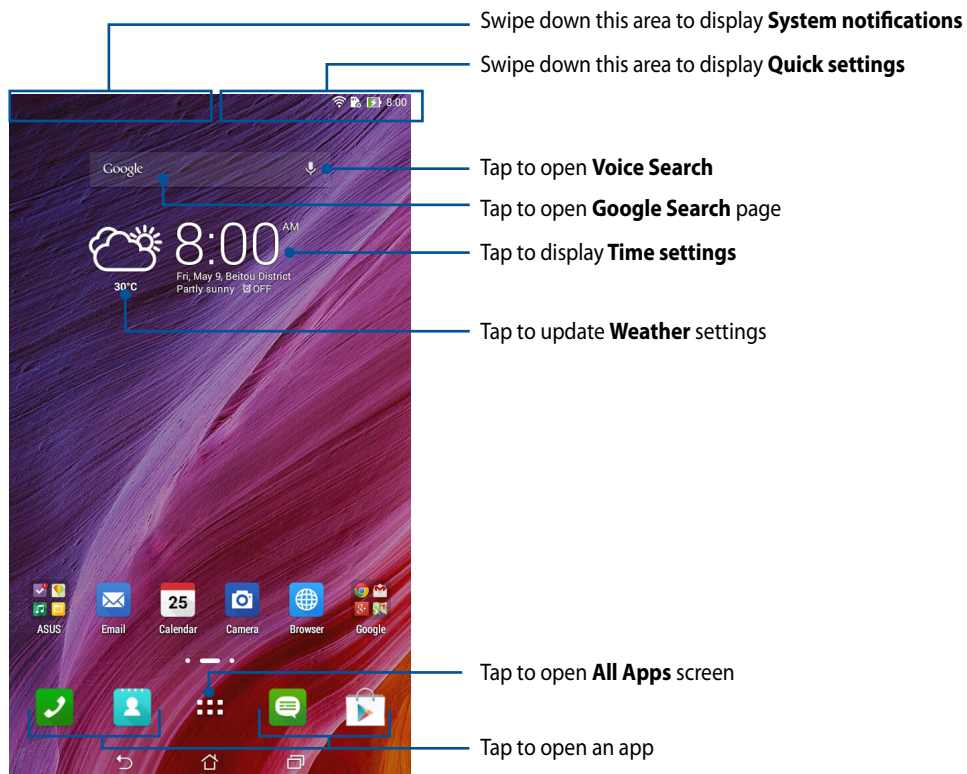 Swipe down this area to display System notifications
Swipe down this area to display Quick settings
8:00
Google
Tap to open Voice Search
Tap to open Google Search page
8:00 AM
Tap to display Time settings
Fri, May 9, Beitou District
30°C
Partly sunny OFF
Tap to update Weather settings
25
ASUS Email Calendar Camera Browser Google
Tap to open All Apps screen
Tap to open an app